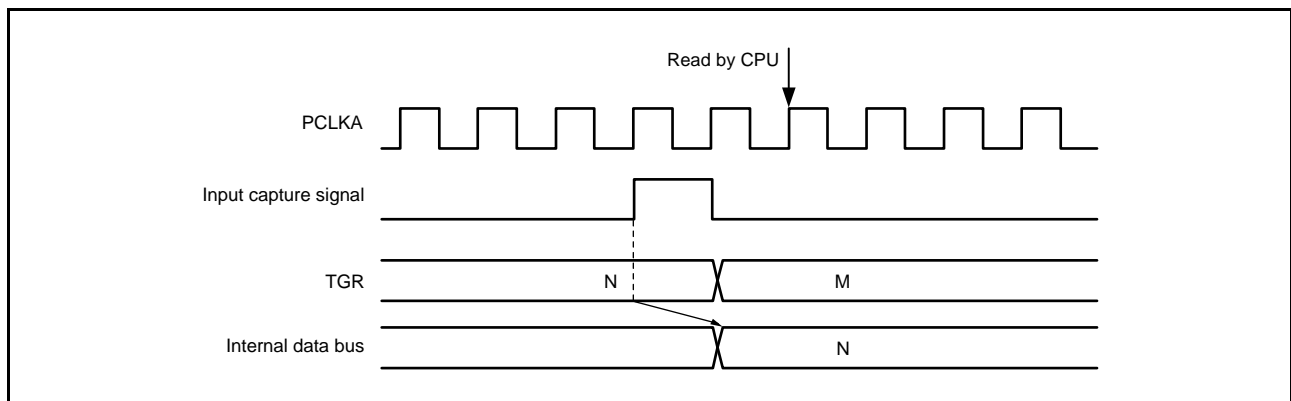 Read by CPU
PCLKA
Input capture signal
TGR
N
M
Internal data bus
N